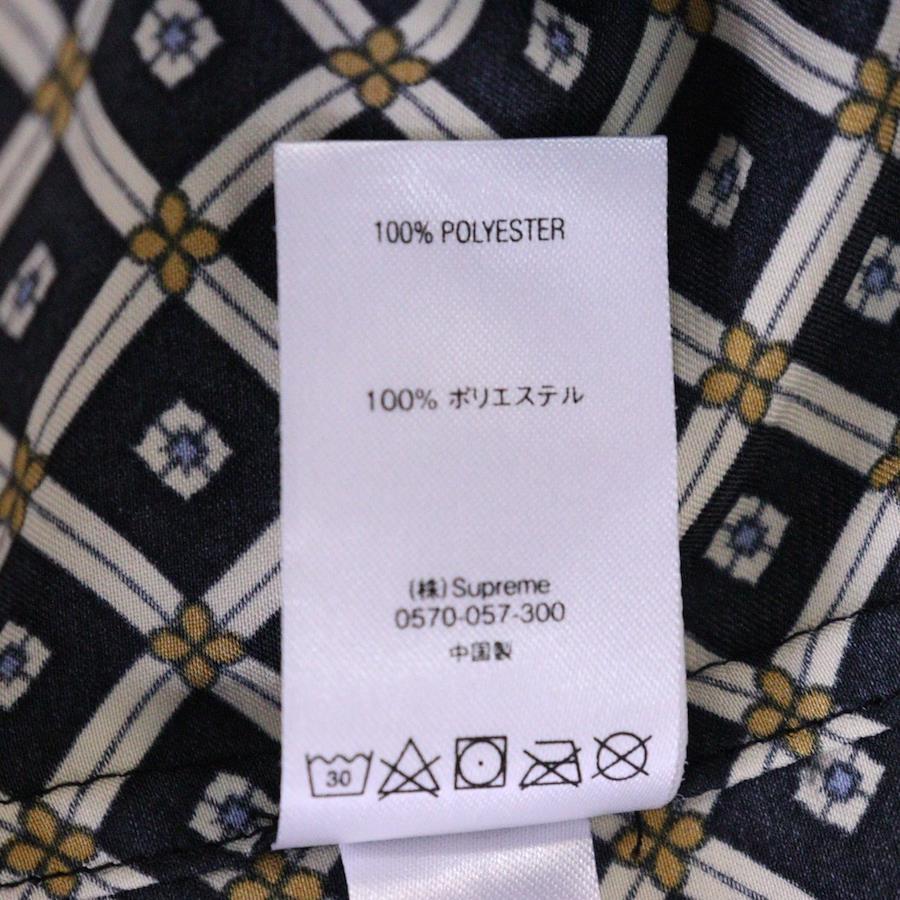 100% POLYESTER
100% ポリエステル
(株)Supreme
0570-057-300
中国製
30